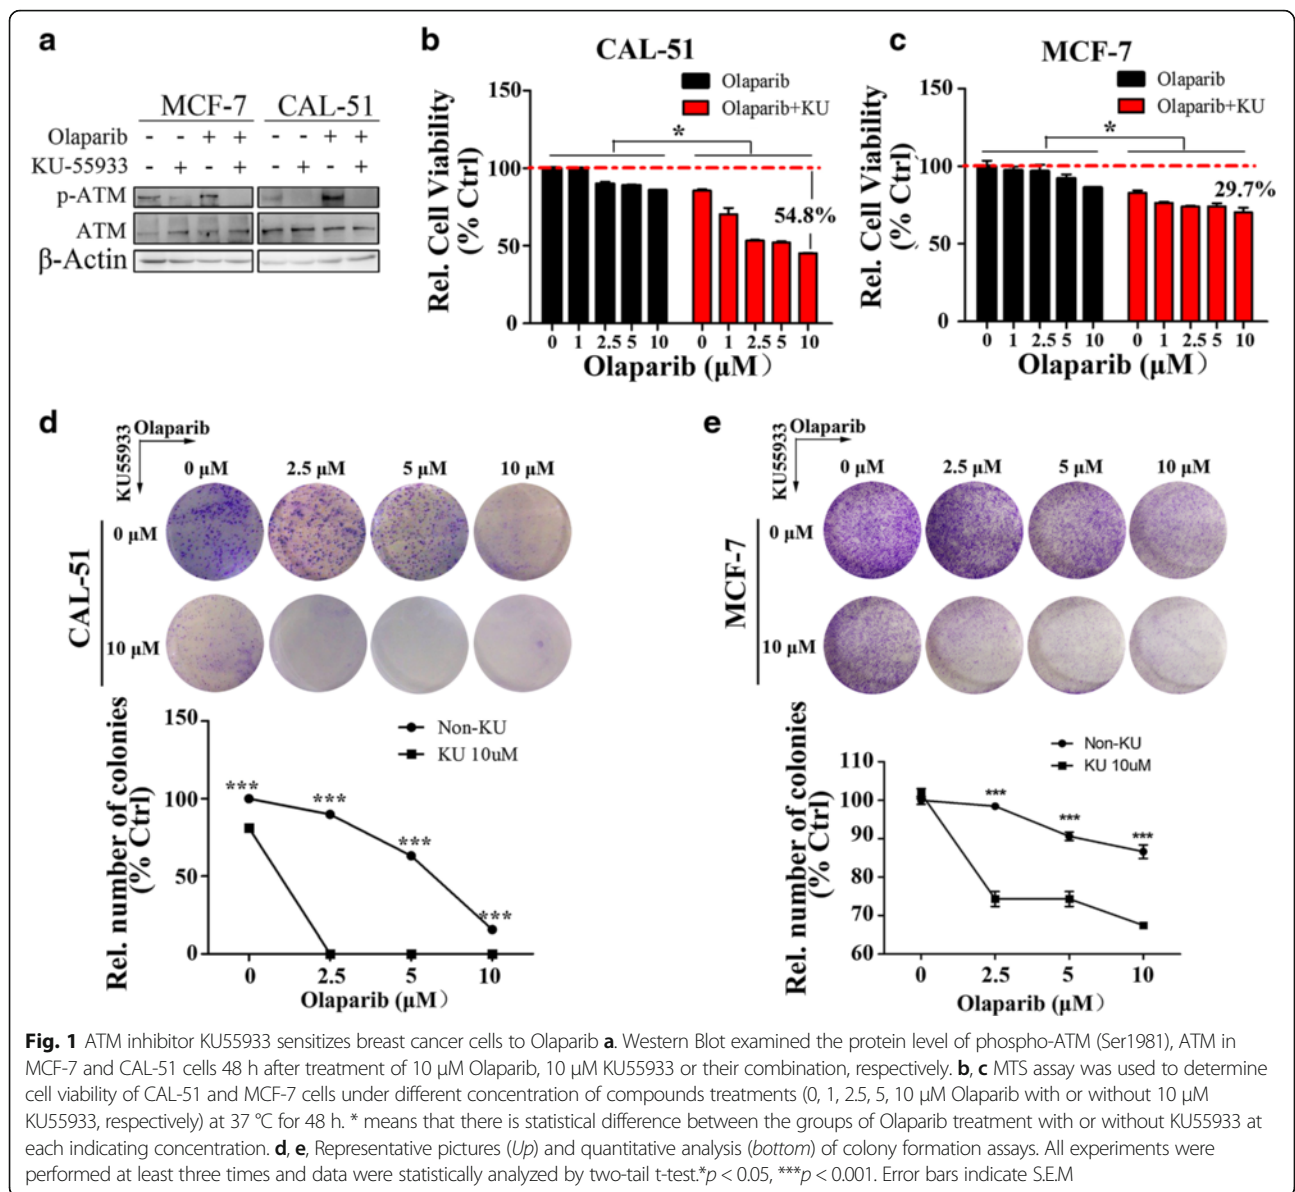 a
MCF-7 CAL-51
Olaparib - - + + - - + +
KU-55933 - + - + - + - +
p-ATM
ATM
β-Actin
b
CAL-51
Olaparib
Olaparib+KU
Rel. Cell Viability
(% Ctrl)
150
100
50
0
*
54.8%
0 1 2.5 5 10 0 1 2.5 5 10
Olaparib (μM）
c
MCF-7
Olaparib
Olaparib+KU
Rel. Cell Viability
(% Ctrl)
150
100
50
0
*
29.7%
0 1 2.5 5 10 0 1 2.5 5 10
Olaparib (μM）
d
Olaparib
KU55933
0 μM 2.5 μM 5 μM 10 μM
CAL-51
0 μM
10 μM
Rel. number of colonies
(% Ctrl)
150
100
50
0
Non-KU
KU 10uM
*** *** *** ***
0 2.5 5 10
Olaparib (μM）
e
Olaparib
KU55933
0 μM 2.5 μM 5 μM 10 μM
MCF-7
0 μM
10 μM
Rel. number of colonies
(% Ctrl)
110
100
90
80
70
60
Non-KU
KU 10uM
*** *** ***
0 2.5 5 10
Olaparib (μM）
Fig. 1 ATM inhibitor KU55933 sensitizes breast cancer cells to Olaparib a. Western Blot examined the protein level of phospho-ATM (Ser1981), ATM in
MCF-7 and CAL-51 cells 48 h after treatment of 10 μM Olaparib, 10 μM KU55933 or their combination, respectively. b, c MTS assay was used to determine
cell viability of CAL-51 and MCF-7 cells under different concentration of compounds treatments (0, 1, 2.5, 5, 10 μM Olaparib with or without 10 μM
KU55933, respectively) at 37 °C for 48 h. * means that there is statistical difference between the groups of Olaparib treatment with or without KU55933 at
each indicating concentration. d, e, Representative pictures (Up) and quantitative analysis (bottom) of colony formation assays. All experiments were
performed at least three times and data were statistically analyzed by two-tail t-test.*p < 0.05, ***p < 0.001. Error bars indicate S.E.M